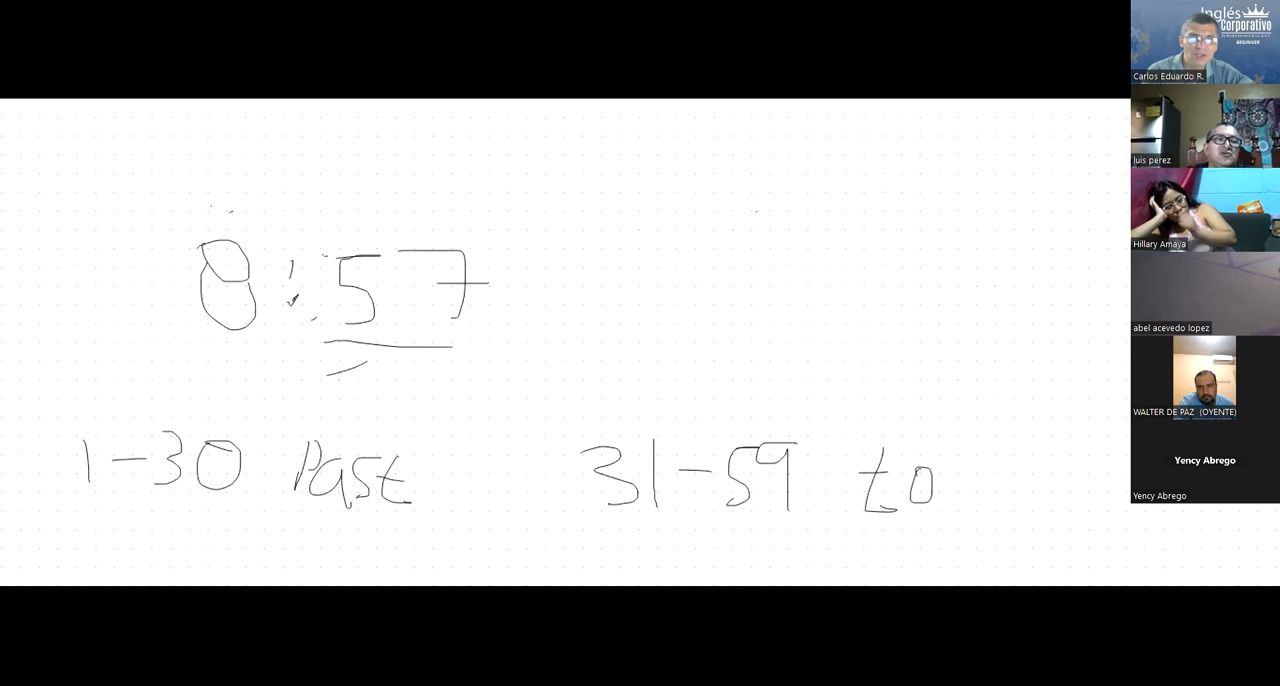 8:57
1-30 Past 31-59 to
Inglés
Corporativo
BEGINNER
Carlos Eduardo R.
luis perez
Hillary Amaya
abel acevedo lopez
WALTER DE PAZ (OYENTE)
Yency Abrego
Yency Abrego